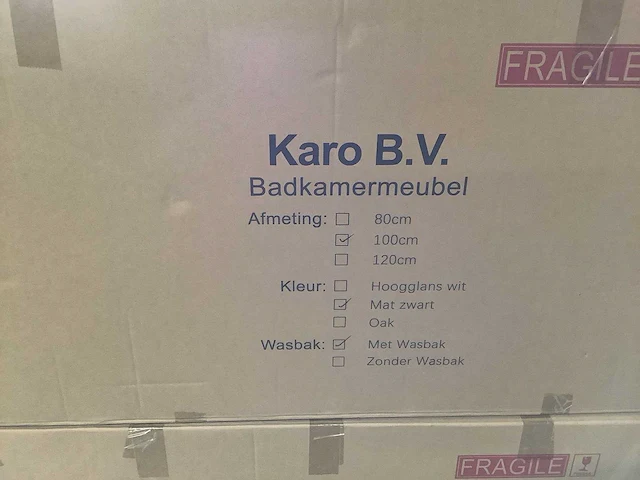 FRAGILE
Karo B.V.
Badkamermeubel
Afmeting: 80cm
100cm
120cm
Kleur: Hoogglans wit
Mat zwart
Oak
Wasbak: Met Wasbak
Zonder Wasbak
FRAGILE